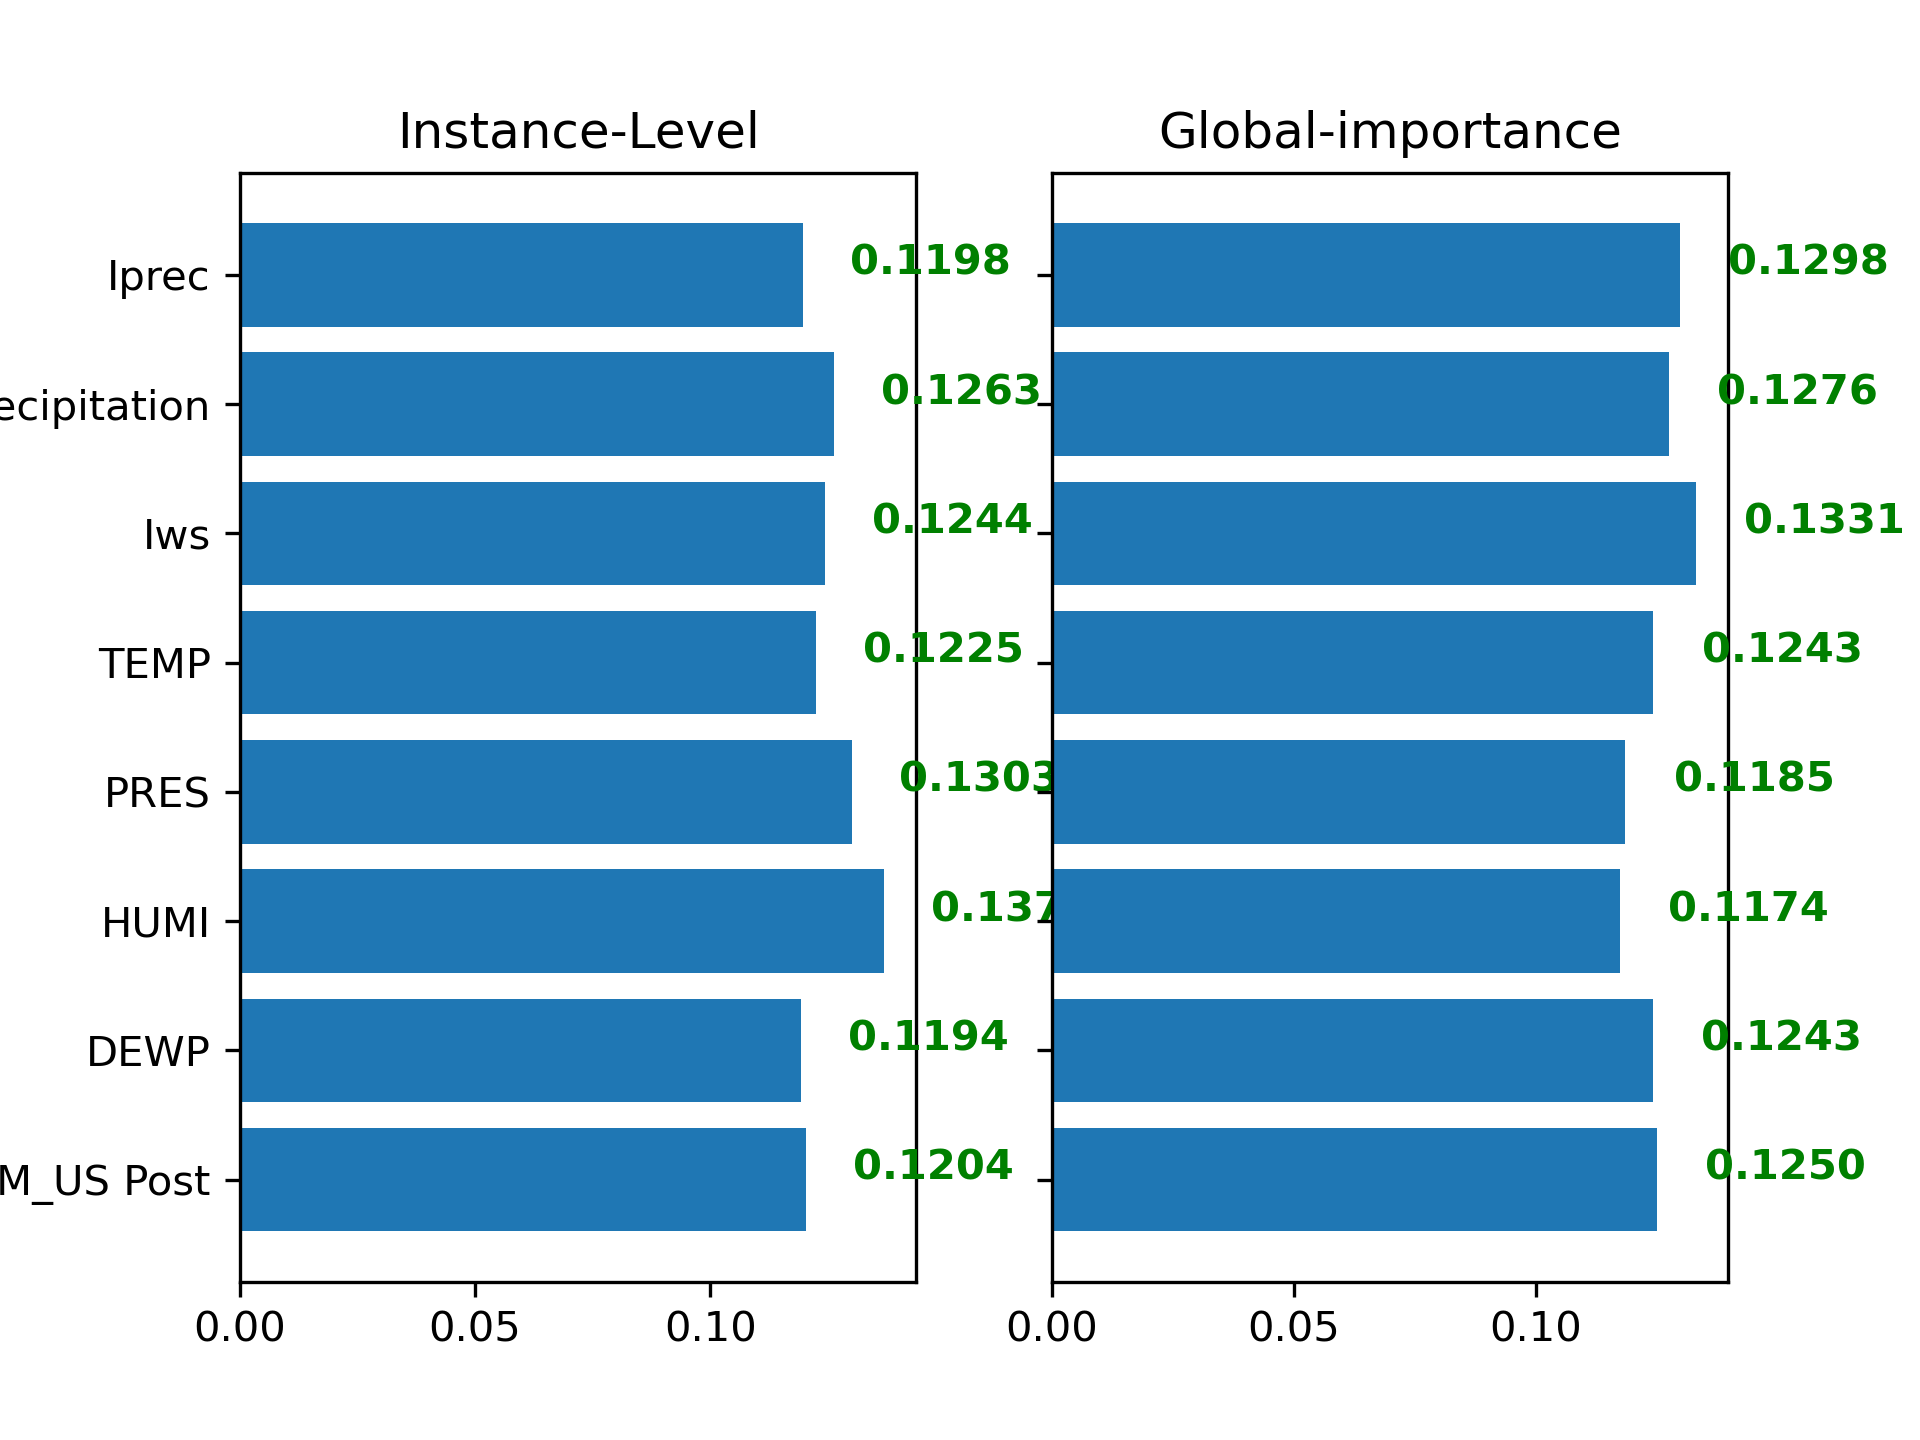 Instance-Level Global-importance
Iprec 0.1198 0.1298
ecipitation 0.1263 0.1276
Iws 0.1244 0.1331
TEMP 0.1225 0.1243
PRES 0.1303 0.1185
HUMI 0.137 0.1174
DEWP 0.1194 0.1243
M_US Post 0.1204 0.1250
0.00 0.05 0.10 0.00 0.05 0.10